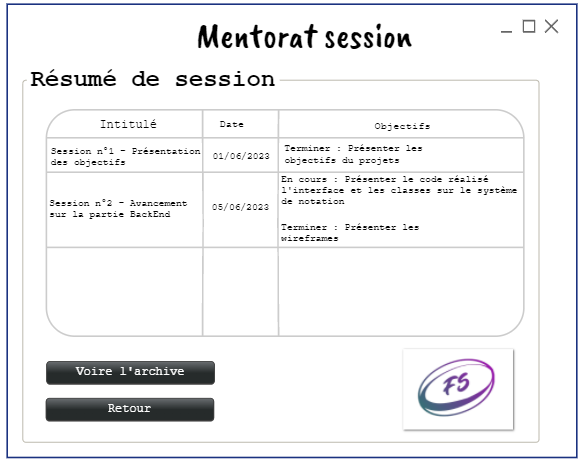 Mentorat session
Résumé de session
Intitulé
Date
Objectifs
Session n°1 - Présentation
des objectifs
01/06/2023
Terminer : Présenter les
objectifs du projets
Session n°2 - Avancement
sur la partie BackEnd
05/06/2023
En cours : Présenter le code réalisé
l'interface et les classes sur le système
de notation
Terminer : Présenter les
wireframes
Voire l'archive
Retour
FS